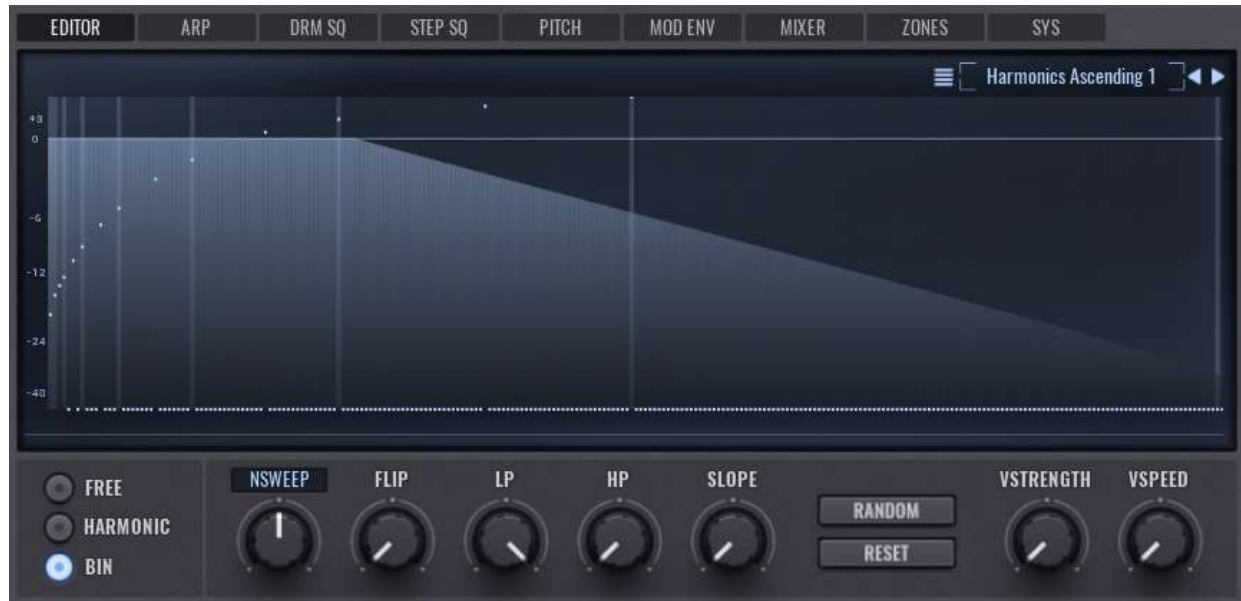 EDITOR ARP DRM SQ STEP SQ PITCH MOD ENV MIXER ZONES SYS
Harmonics Ascending 1
+3
0
-6
-12
-24
-40
NSWEEP FLIP LP HP SLOPE VSTRENGTH VSPEED
FREE
HARMONIC
BIN
RANDOM
RESET